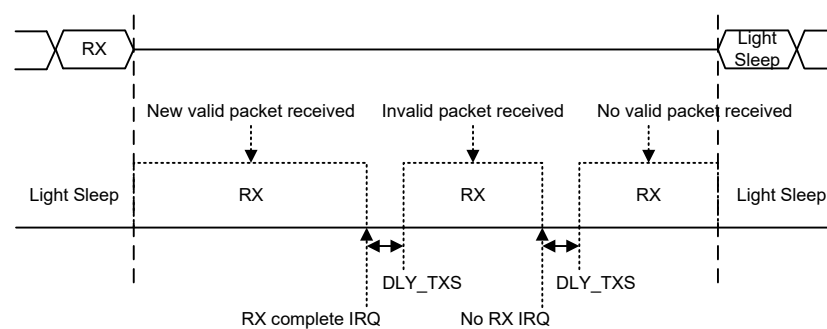 RX
Light
Sleep
New valid packet received
Invalid packet received
No valid packet received
Light Sleep
RX
RX
RX
Light Sleep
DLY_TXS
DLY_TXS
RX complete IRQ
No RX IRQ